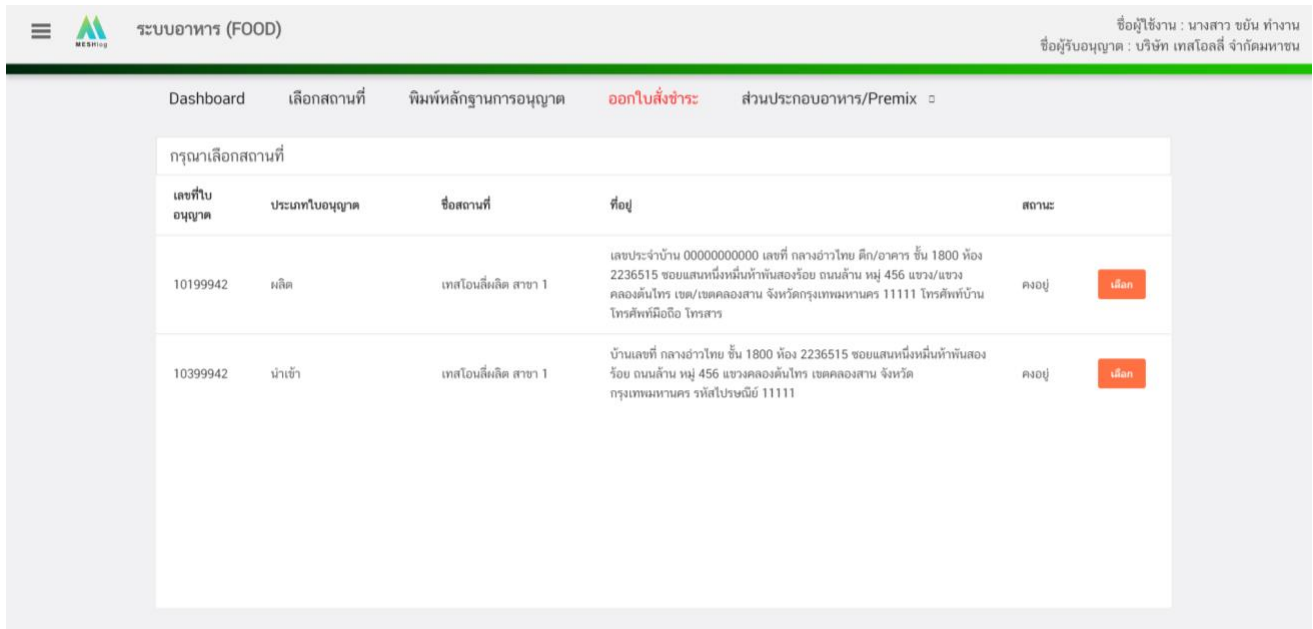 ระบบอาหาร (FOOD)
MESHlog
ชื่อผู้ใช้งาน : นางสาว ขยัน ทำงาน
ชื่อผู้รับอนุญาต : บริษัท เทสโอลลี่ จำกัดมหาชน
Dashboard เลือกสถานที่ พิมพ์หลักฐานการอนุญาต ออกใบสั่งชำระ ส่วนประกอบอาหาร/Premix
กรุณาเลือกสถานที่
เลขที่ใบ
อนุญาต
ประเภทใบอนุญาต
ชื่อสถานที่
ที่อยู่
สถานะ
10199942
ผลิต
เทสโอนลี่ผลิต สาขา 1
เลขประจำบ้าน 00000000000 เลขที่ กลางอ่าวไทย ตึก/อาคาร ชั้น 1800 ห้อง
2236515 ซอยแสนหนึ่งหมื่นห้าพันสองร้อย ถนนล้าน หมู่ 456 แขวง/แขวง
คลองต้นไทร เขต/เขตคลองสาน จังหวัดกรุงเทพมหานคร 11111 โทรศัพท์บ้าน
โทรศัพท์มือถือ โทรสาร
คงอยู่
เลือก
10399942
นำเข้า
เทสโอนลี่ผลิต สาขา 1
บ้านเลขที่ กลางอ่าวไทย ชั้น 1800 ห้อง 2236515 ซอยแสนหนึ่งหมื่นห้าพันสอง
ร้อย ถนนล้าน หมู่ 456 แขวงคลองต้นไทร เขตคลองสาน จังหวัด
กรุงเทพมหานคร รหัสไปรษณีย์ 11111
คงอยู่
เลือก